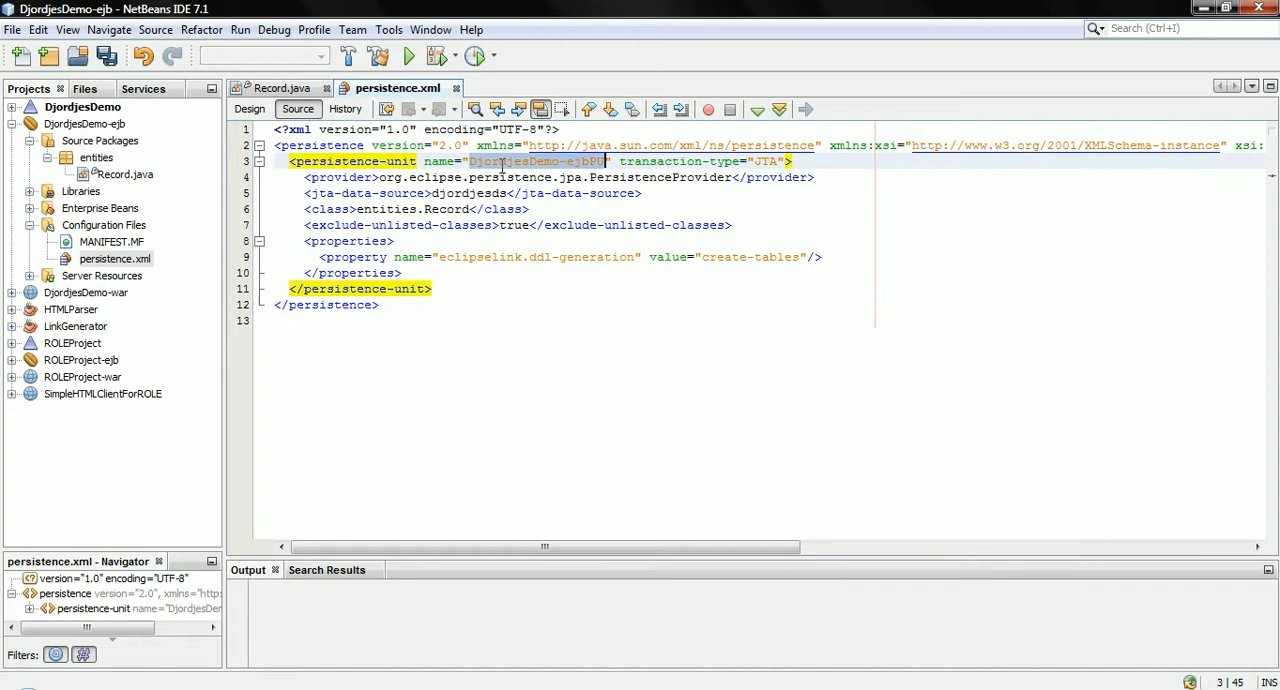 DjordjesDemo-ejb - NetBeans IDE 7.1
File Edit View Navigate Source Refactor Run Debug Profile Team Tools Window Help
Search (Ctrl+I)
Projects Files Services
Record.java persistence.xml
Design Source History
DjordjesDemo
DjordjesDemo-ejb
Source Packages
entities
Record.java
Libraries
Enterprise Beans
Configuration Files
MANIFEST.MF
persistence.xml
Server Resources
DjordjesDemo-war
HTMLParser
LinkGenerator
ROLEProject
ROLEProject-ejb
ROLEProject-war
SimpleHTMLClientForROLE
1 <?xml version="1.0" encoding="UTF-8"?>
2 <persistence version="2.0" xmlns="http://java.sun.com/xml/ns/persistence" xmlns:xsi="http://www.w3.org/2001/XMLSchema-instance" xsi:
3 <persistence-unit name="DjordjesDemo-ejbPU" transaction-type="JTA">
4 <provider>org.eclipse.persistence.jpa.PersistenceProvider</provider>
5 <jta-data-source>djordjesds</jta-data-source>
6 <class>entities.Record</class>
7 <exclude-unlisted-classes>true</exclude-unlisted-classes>
8 <properties>
9 <property name="eclipselink.ddl-generation" value="create-tables"/>
10 </properties>
11 </persistence-unit>
12 </persistence>
13
persistence.xml - Navigator
version="1.0" encoding="UTF-8"
persistence version="2.0", xmlns="http:
persistence-unit name="DjordjesDer
Filters:
Output Search Results
3 | 45 INS